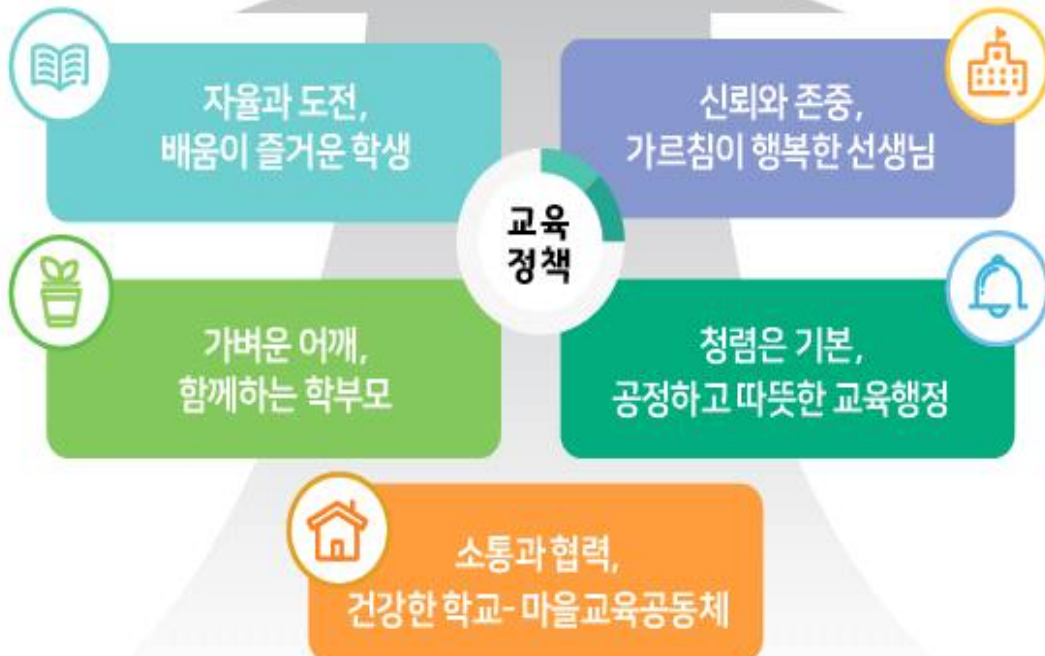 자율과 도전,
배움이 즐거운 학생
신뢰와 존중,
가르침이 행복한 선생님
교육
정책
가벼운 어깨,
함께하는 학부모
청렴은 기본,
공정하고 따뜻한 교육행정
소통과 협력,
건강한 학교- 마을교육공동체